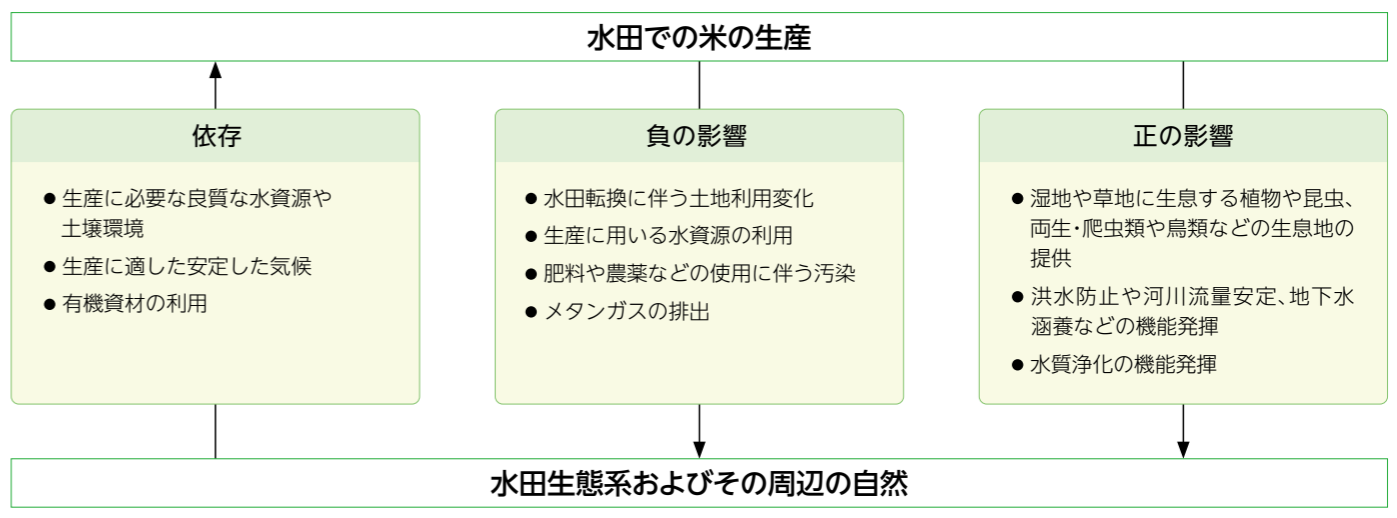 水田での米の生産
依存
● 生産に必要な良質な水資源や
土壌環境
● 生産に適した安定した気候
● 有機資材の利用
負の影響
● 水田転換に伴う土地利用変化
● 生産に用いる水資源の利用
● 肥料や農薬などの使用に伴う汚染
● メタンガスの排出
正の影響
● 湿地や草地に生息する植物や昆虫、
両生・爬虫類や鳥類などの生息地の
提供
● 洪水防止や河川流量安定、地下水
涵養などの機能発揮
● 水質浄化の機能発揮
水田生態系およびその周辺の自然